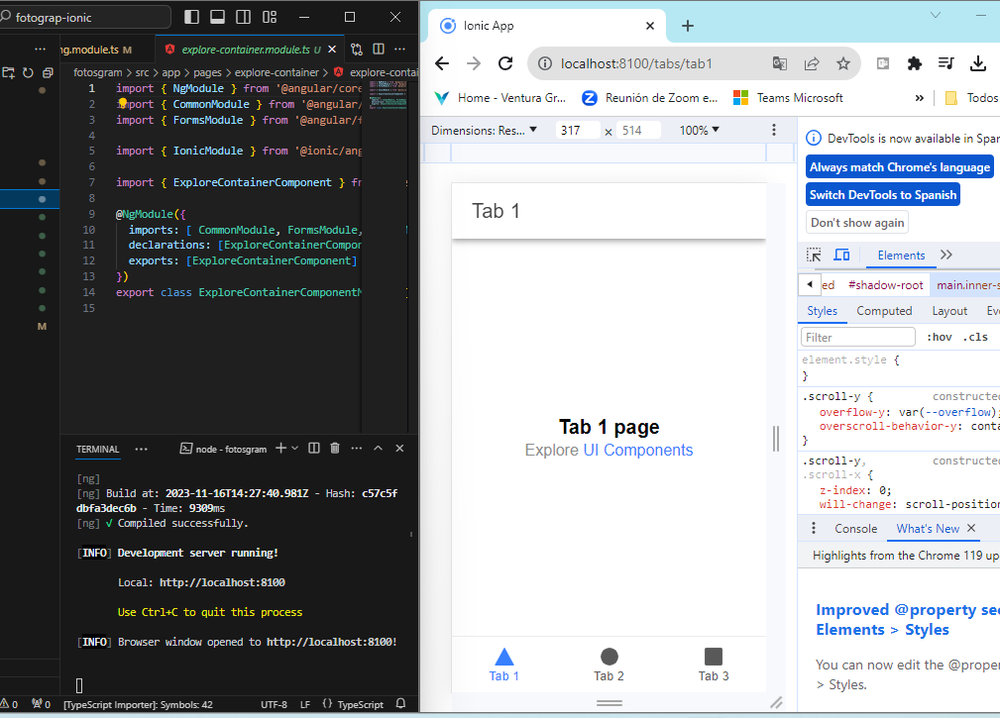 fotograp-ionic
ng.module.ts M
explore-container.module.ts U
fotosgram > src > app > pages > explore-container > explore-contai
1 import { NgModule } from '@angular/core
2 import { CommonModule } from '@angular/
3 import { FormsModule } from '@angular/f
4
5 import { IonicModule } from '@ionic/ang
6
7 import { ExploreContainerComponent } fr
8
9 @NgModule({
10 imports: [ CommonModule, FormsModule,
11 declarations: [ExploreContainerCompor
12 exports: [ExploreContainerComponent]
13 })
14 export class ExploreContainerComponentM
15
M
TERMINAL
node - fotosgram
[ng]
[ng] Build at: 2023-11-16T14:27:40.981Z - Hash: c57c5f
dbfa3dec6b - Time: 9309ms
[ng] √ Compiled successfully.
[INFO] Development server running!
Local: http://localhost:8100
Use Ctrl+C to quit this process
[INFO] Browser window opened to http://localhost:8100!
0 0 [TypeScript Importer]: Symbols: 42 UTF-8 LF {} TypeScript
Ionic App
localhost:8100/tabs/tab1
Home - Ventura Gr...
Reunión de Zoom e...
Teams Microsoft
»
Todos
Dimensions: Res... 317 × 514 100%
Tab 1
Tab 1 page
Explore UI Components
Tab 1
Tab 2
Tab 3
DevTools is now available in Spar
Always match Chrome's language
Switch DevTools to Spanish
Don't show again
Elements
ed #shadow-root main.inner-s
Styles Computed Layout Ev
Filter :hov .cls
element.style {
}
.scroll-y { constructed
overflow-y: var(--overflow);
overscroll-behavior-y: conta
}
.scroll-y, constructed
.scroll-x {
z-index: 0;
will-change: scroll-position
Console What's New
Highlights from the Chrome 119 up
Improved @property sec
Elements > Styles
You can now edit the @proper
> Styles.